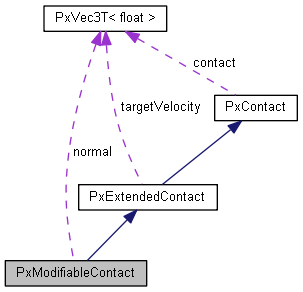 PxVec3T< float >
contact
targetVelocity
PxContact
normal
PxExtendedContact
PxModifiableContact